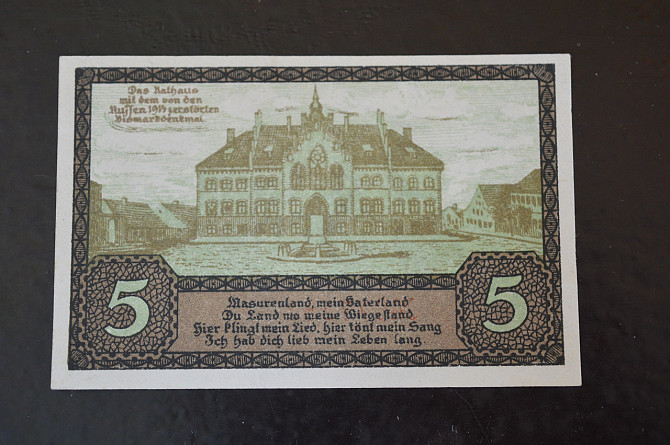 Das Rathaus
mit dem von den
Russen 1914 zerstörten
Bismarckdenkmal
Masurenland, mein Vaterland
Du Land wo meine Wiege stand,
Hier klingt mein Lied, hier tönt mein Sang
Ich hab dich lieb mein Leben lang.
5 5